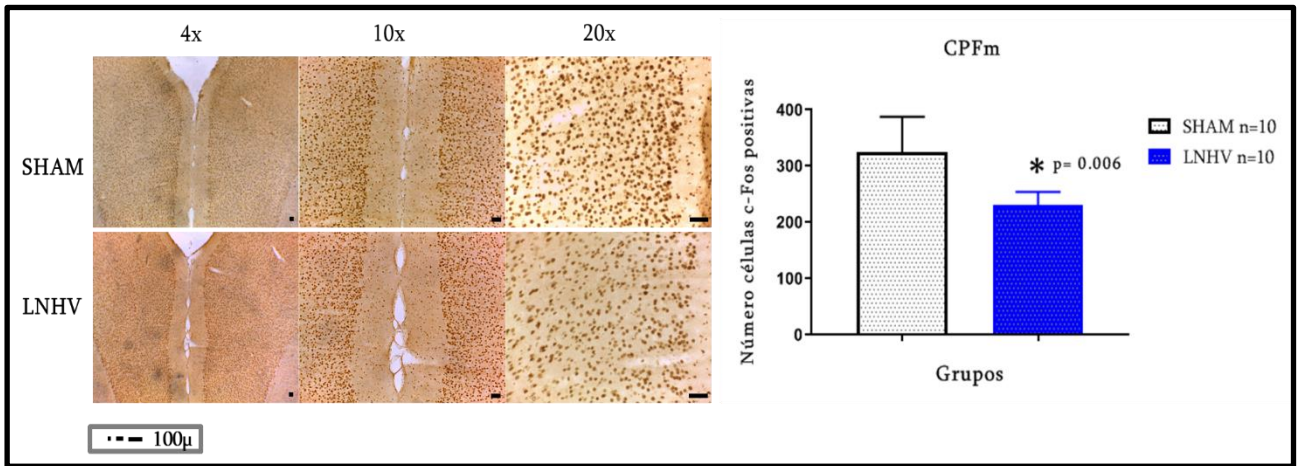 4x 10x 20x
SHAM
LNHV
100µ
CPFm
Número células c-Fos positivas
400
300
200
100
0
* p= 0.006
Grupos
SHAM n=10
LNHV n=10